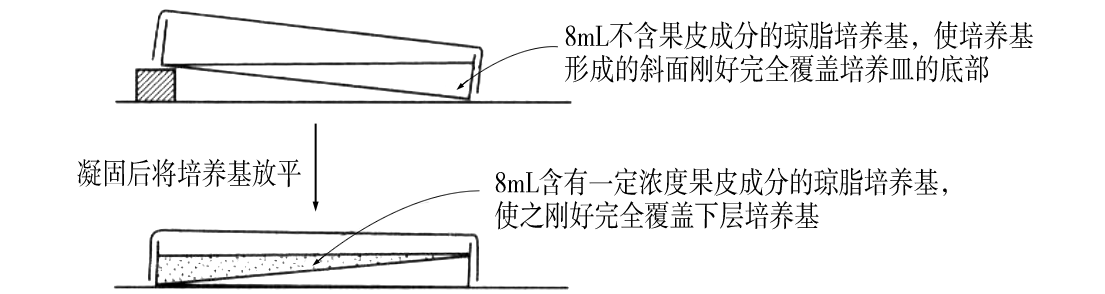 8mL不含果皮成分的琼脂培养基，使培养基
形成的斜面刚好完全覆盖培养皿的底部
凝固后将培养基放平
8mL含有一定浓度果皮成分的琼脂培养基，
使之刚好完全覆盖下层培养基